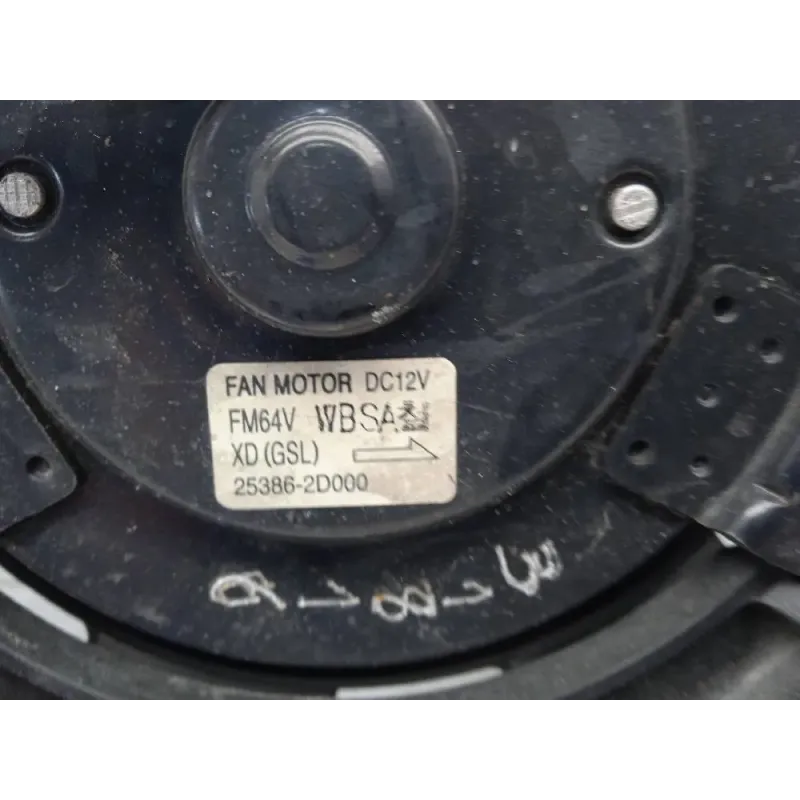 FAN MOTOR DC12V
FM64V WBSA
XD (GSL)
25386-2D000